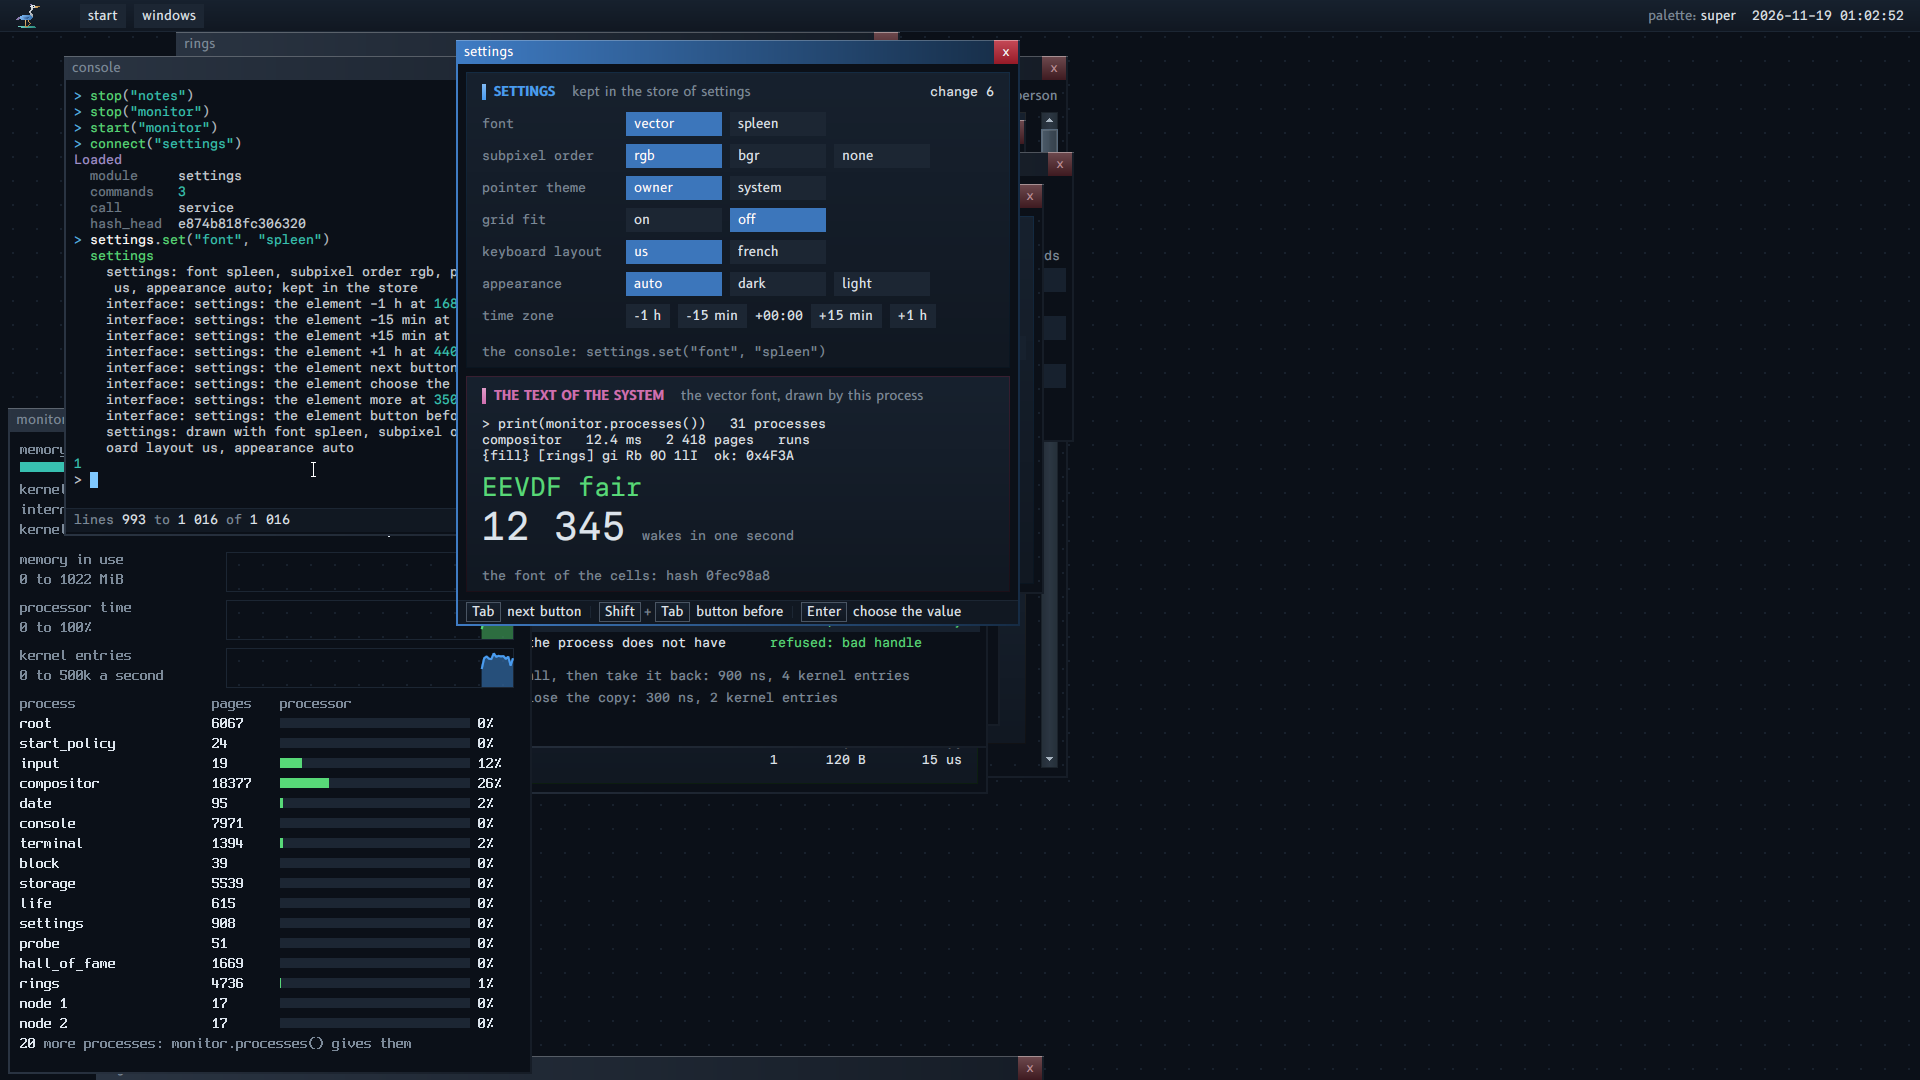 start windows palette: super 2026-11-19 01:02:52
rings
console
> stop("notes")
> stop("monitor")
> start("monitor")
> connect("settings")
Loaded
module settings
commands 3
call service
hash_head e874b818fc306320
> settings.set("font", "spleen")
settings
settings: font spleen, subpixel order rgb, p
us, appearance auto; kept in the store
interface: settings: the element -1 h at 168
interface: settings: the element -15 min at
interface: settings: the element +15 min at
interface: settings: the element +1 h at 440
interface: settings: the element next button
interface: settings: the element choose the
interface: settings: the element more at 350
interface: settings: the element button befo
settings: drawn with font spleen, subpixel o
oard layout us, appearance auto
1
>
lines 993 to 1 016 of 1 016
settings x
SETTINGS kept in the store of settings change 6
font vector spleen
subpixel order rgb bgr none
pointer theme owner system
grid fit on off
keyboard layout us french
appearance auto dark light
time zone -1 h -15 min +00:00 +15 min +1 h
the console: settings.set("font", "spleen")
THE TEXT OF THE SYSTEM the vector font, drawn by this process
> print(monitor.processes()) 31 processes
compositor 12.4 ms 2 418 pages runs
{fill} [rings] gi Rb 0O 1lI ok: 0x4F3A
EEVDF fair
12 345 wakes in one second
the font of the cells: hash 0fec98a8
Tab next button Shift + Tab button before Enter choose the value
x
erson
x
x
ds
the process does not have refused: bad handle
all, then take it back: 900 ns, 4 kernel entries
lose the copy: 300 ns, 2 kernel entries
1 120 B 15 us
monitor
memory
kernel
inter
kernel
memory in use
0 to 1022 MiB
processor time
0 to 100%
kernel entries
0 to 500k a second
process pages processor
root 6067 0%
start_policy 24 0%
input 19 12%
compositor 18377 26%
date 95 2%
console 7971 0%
terminal 1394 2%
block 39 0%
storage 5539 0%
life 615 0%
settings 908 0%
probe 51 0%
hall_of_fame 1669 0%
rings 4736 1%
node 1 17 0%
node 2 17 0%
20 more processes: monitor.processes() gives them
x